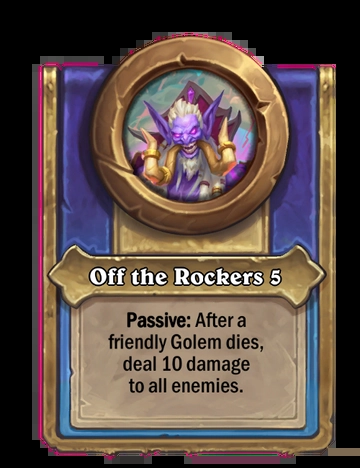 Off the Rockers 5
Passive: After a
friendly Golem dies,
deal 10 damage
to all enemies.